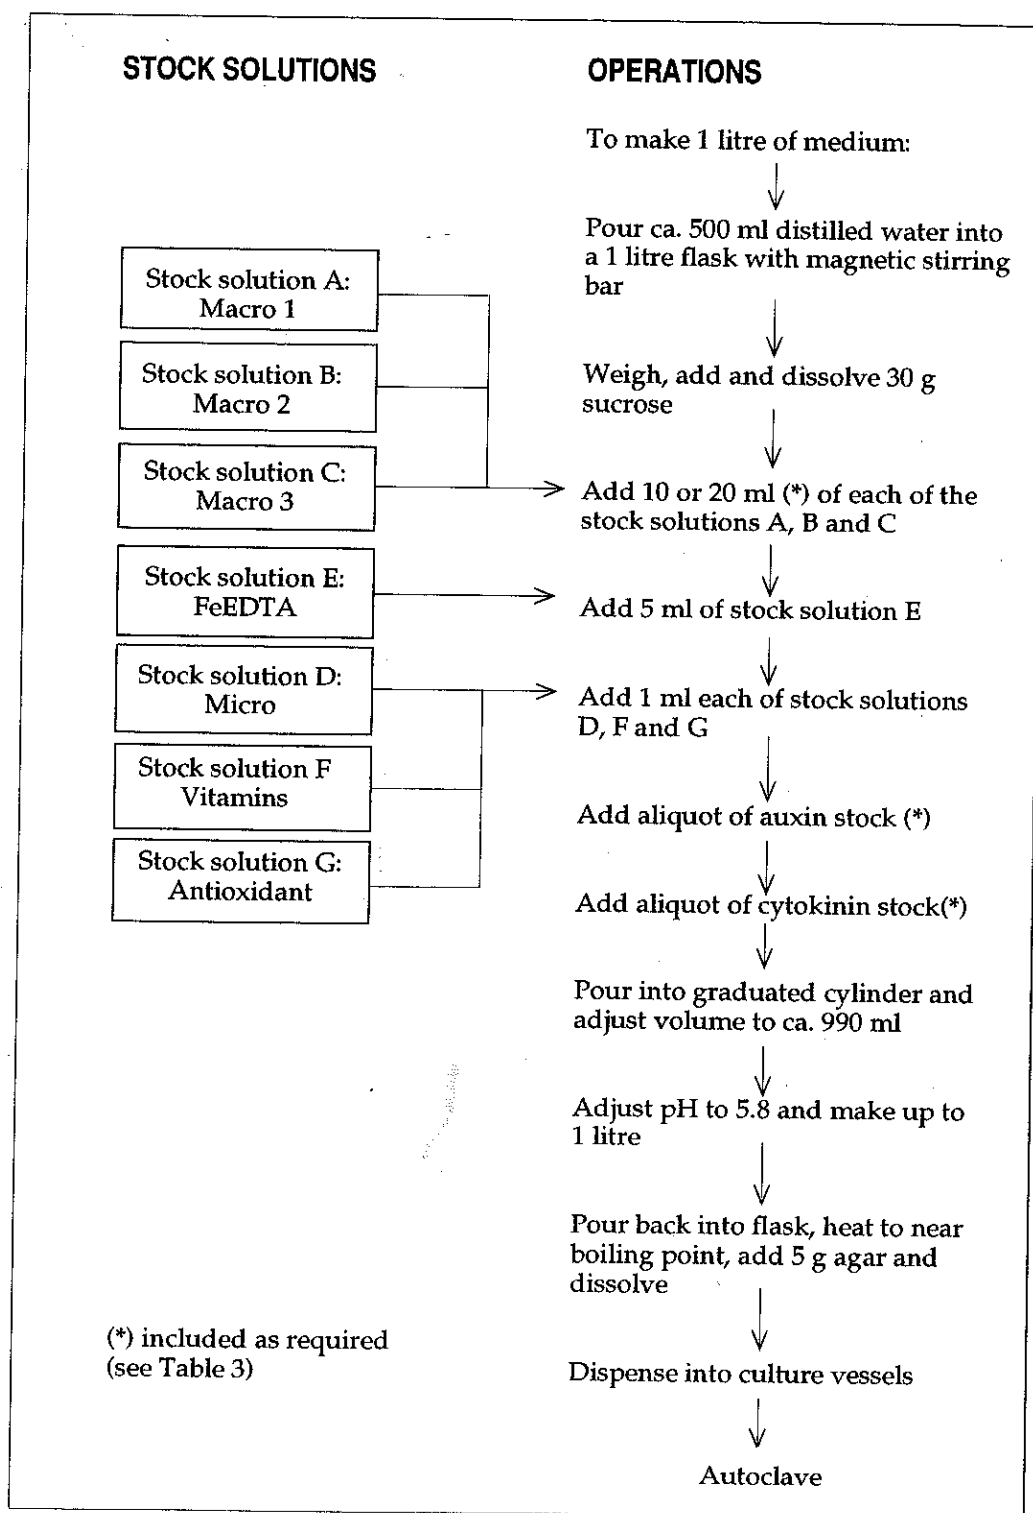 STOCK SOLUTIONS
Stock solution A:
Macro 1
Stock solution B:
Macro 2
Stock solution C:
Macro 3
Stock solution E:
FeEDTA
Stock solution D:
Micro
Stock solution F
Vitamins
Stock solution G:
Antioxidant
(*) included as required
(see Table 3)
OPERATIONS
To make 1 litre of medium:
Pour ca. 500 ml distilled water into
a 1 litre flask with magnetic stirring
bar
Weigh, add and dissolve 30 g
sucrose
Add 10 or 20 ml (*) of each of the
stock solutions A, B and C
Add 5 ml of stock solution E
Add 1 ml each of stock solutions
D, F and G
Add aliquot of auxin stock (*)
Add aliquot of cytokinin stock(*)
Pour into graduated cylinder and
adjust volume to ca. 990 ml
Adjust pH to 5.8 and make up to
1 litre
Pour back into flask, heat to near
boiling point, add 5 g agar and
dissolve
Dispense into culture vessels
Autoclave